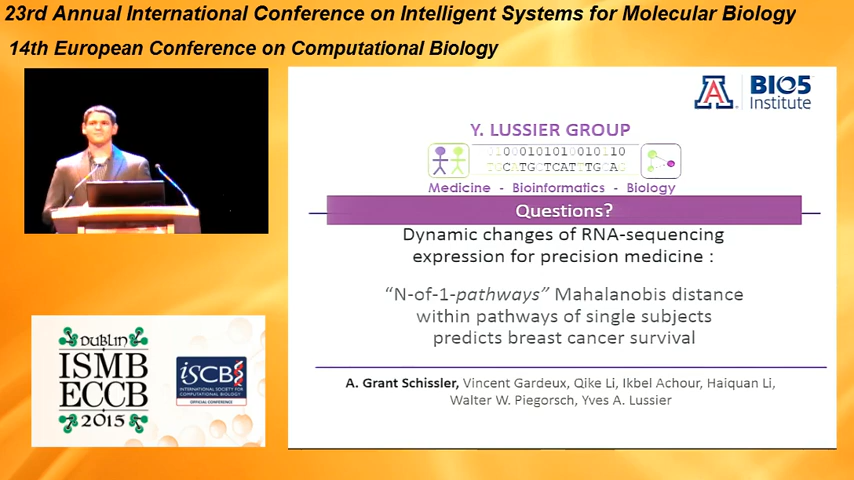 23rd Annual International Conference on Intelligent Systems for Molecular Biology
14th European Conference on Computational Biology
A BIO5
Institute
Y. LUSSIER GROUP
Medicine - Bioinformatics - Biology
Questions?
Dynamic changes of RNA-sequencing
expression for precision medicine :
“N-of-1-pathways” Mahalanobis distance
within pathways of single subjects
predicts breast cancer survival
A. Grant Schissler, Vincent Gardeux, Qike Li, Ikbel Achour, Haiquan Li,
Walter W. Piegorsch, Yves A. Lussier
DUBLIN
ISMB
ECCB
2015
ISCB
INTERNATIONAL SOCIETY FOR
COMPUTATIONAL BIOLOGY
OFFICIAL CONFERENCE